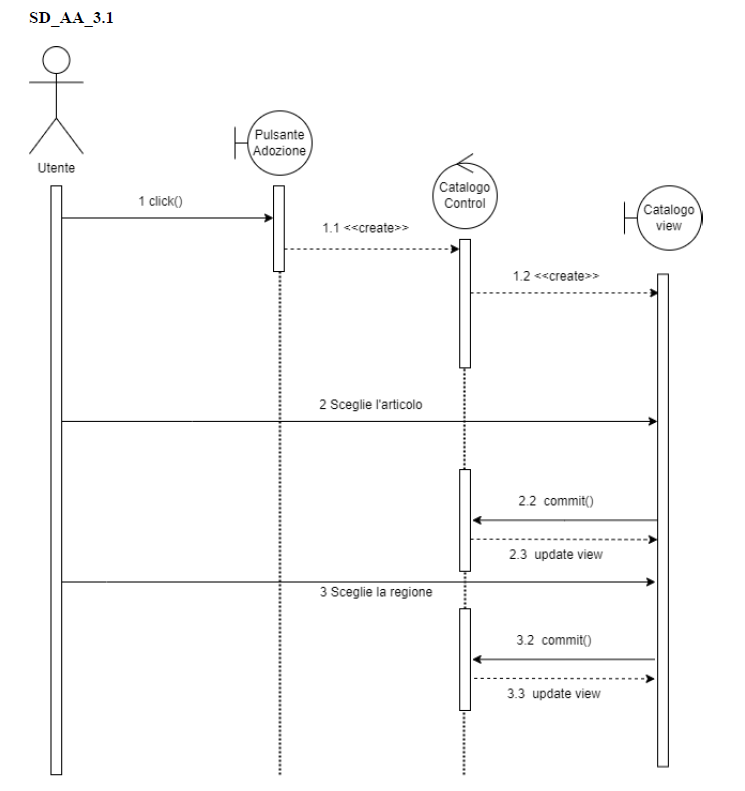 SD_AA_3.1
Utente
Pulsante
Adozione
Catalogo
Control
Catalogo
view
1 click()
1.1 <<create>>
1.2 <<create>>
2 Sceglie l'articolo
2.2 commit()
2.3 update view
3 Sceglie la regione
3.2 commit()
3.3 update view